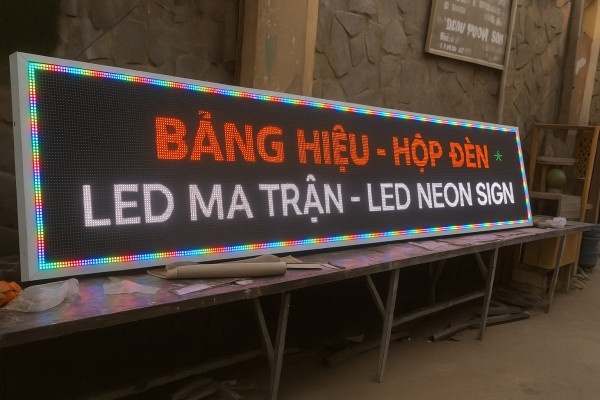 BẢNG HIỆU - HỘP ĐÈN *
LED MA TRẬN - LED NEON SIGN